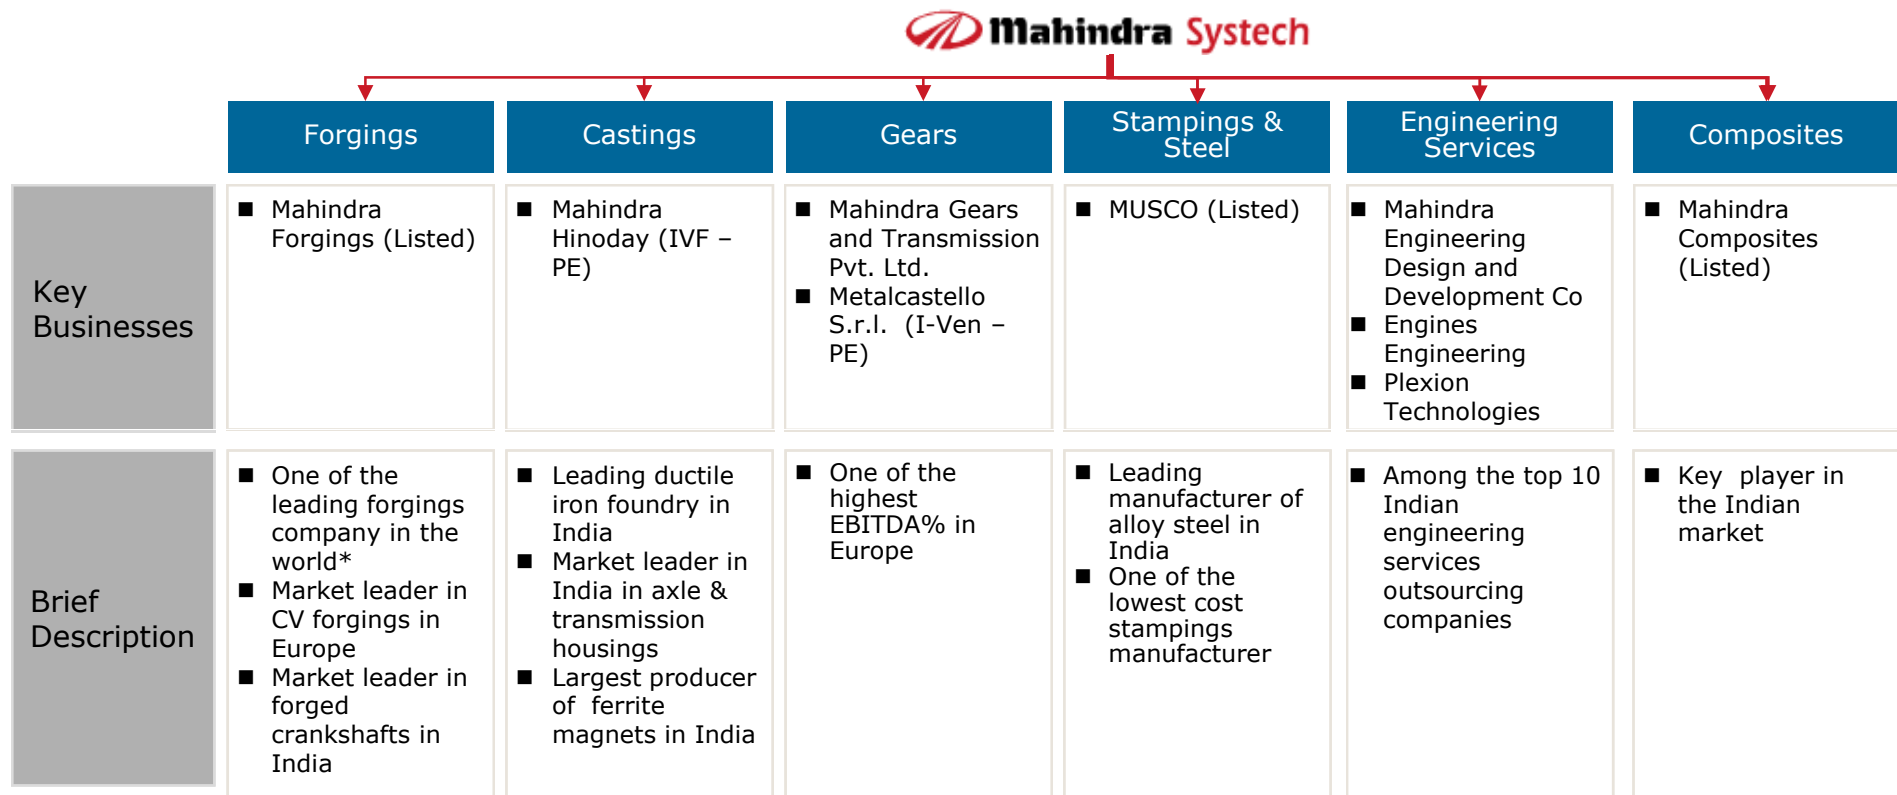 Mahindra Systech
Forgings
Castings
Gears
Stampings &
Steel
Engineering
Services
Composites
Key
Businesses
■ Mahindra
Forgings (Listed)
■ Mahindra
Hinoday (IVF –
PE)
■ Mahindra Gears
and Transmission
Pvt. Ltd.
■ Metalcastello
S.r.l. (I-Ven –
PE)
■ MUSCO (Listed)
■ Mahindra
Engineering
Design and
Development Co
■ Engines
Engineering
■ Plexion
Technologies
■ Mahindra
Composites
(Listed)
Brief
Description
■ One of the
leading forgings
company in the
world*
■ Market leader in
CV forgings in
Europe
■ Market leader in
forged
crankshafts in
India
■ Leading ductile
iron foundry in
India
■ Market leader in
India in axle &
transmission
housings
■ Largest producer
of ferrite
magnets in India
■ One of the
highest
EBITDA% in
Europe
■ Leading
manufacturer of
alloy steel in
India
■ One of the
lowest cost
stampings
manufacturer
■ Among the top 10
Indian
engineering
services
outsourcing
companies
■ Key player in
the Indian
market